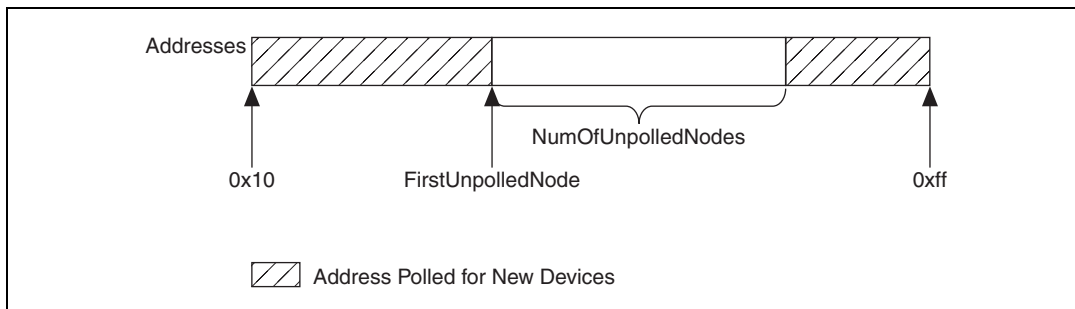 Addresses
NumOfUnpolledNodes
0x10
FirstUnpolledNode
0xff
Address Polled for New Devices